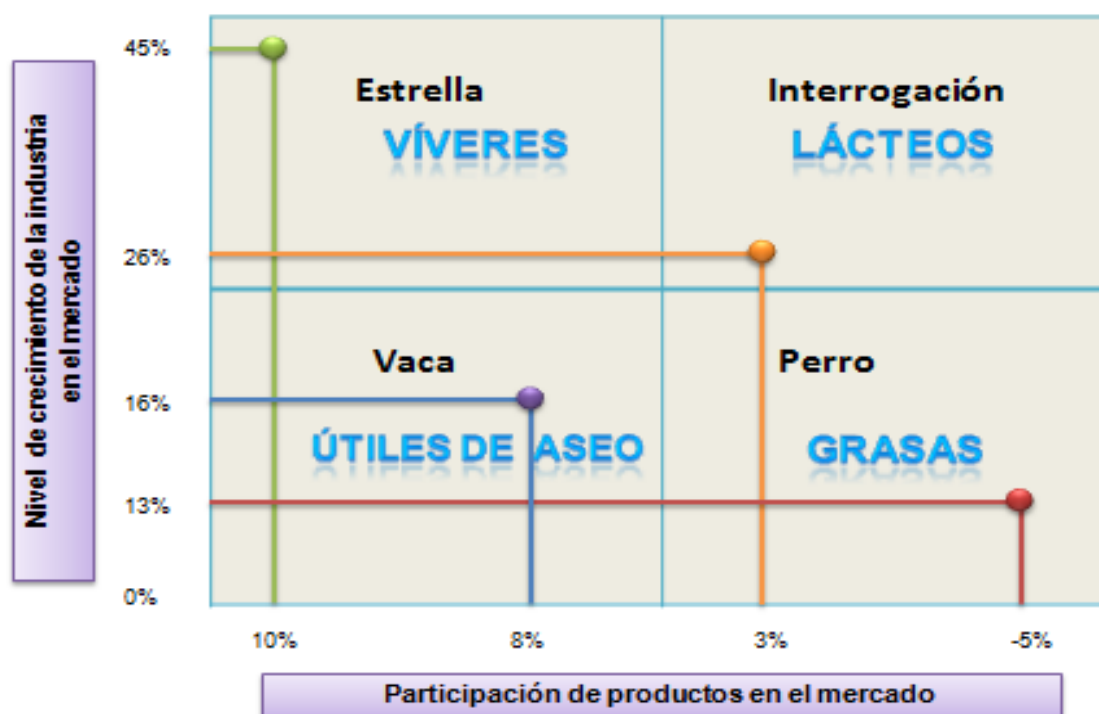 Nivel de crecimiento de la industria
en el mercado
45%
26%
16%
13%
0%
Estrella
VÍVERES
Interrogación
LÁCTEOS
Vaca
ÚTILES DE ASEO
Perro
GRASAS
10%
8%
3%
-5%
Participación de productos en el mercado